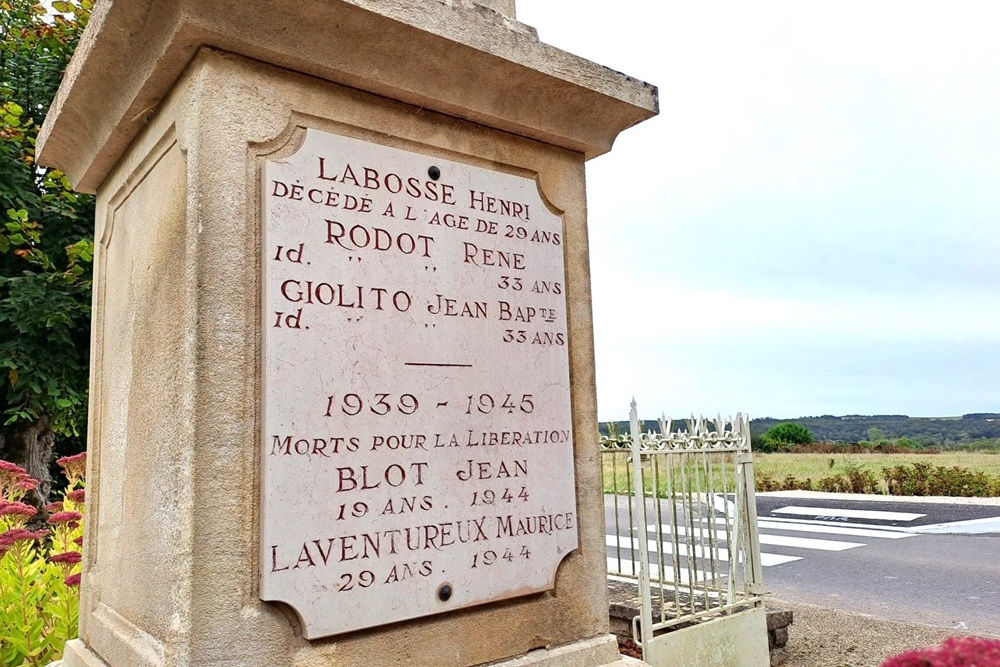 LABOSSE HENRI
DÉCÉDÉ A L'AGE DE 29 ANS
RODOT RENE
id. " " 33 ANS
GIOLITO JEAN BAPTE
id. " " 33 ANS
1939 - 1945
MORTS POUR LA LIBERATION
BLOT JEAN
19 ANS. 1944
LAVENTUREUX MAURICE
29 ANS. 1944